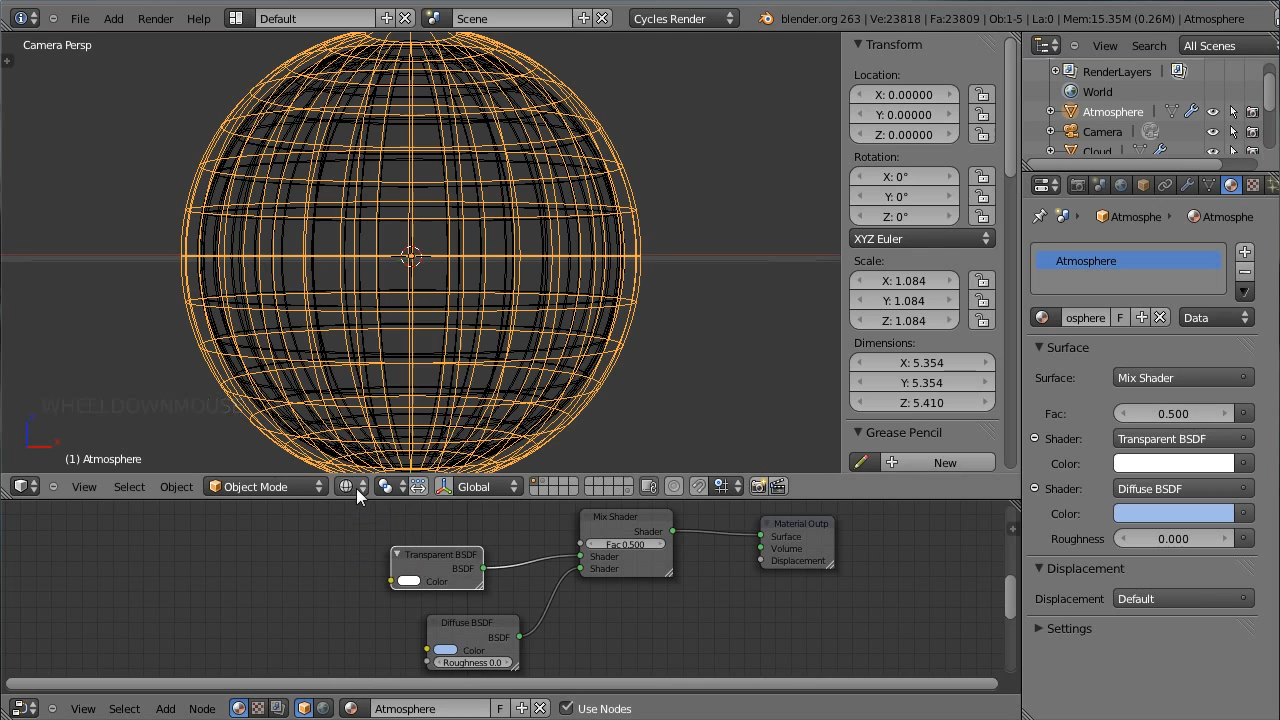 File Add Render Help Default Scene Cycles Render blender.org 263 | Ve:23818 | Fa:23809 | Ob:1-5 | La:0 | Mem:15.35M (0.26M) | Atmosphere
Camera Persp
WHEELDOWNMOUS
(1) Atmosphere
Transform
Location:
X: 0.00000
Y: 0.00000
Z: 0.00000
Rotation:
X: 0°
Y: 0°
Z: 0°
XYZ Euler
Scale:
X: 1.084
Y: 1.084
Z: 1.084
Dimensions:
X: 5.354
Y: 5.354
Z: 5.410
Grease Pencil
New
View Search All Scenes
RenderLayers |
World
Atmosphere |
Camera |
Cloud |
Atmosphe Atmosphe
Atmosphere
osphere F Data
Surface
Surface: Mix Shader
Fac: 0.500
Shader: Transparent BSDF
Color:
Shader: Diffuse BSDF
Color:
Roughness 0.000
Displacement
Displacement Default
Settings
View Select Object Object Mode Global
Mix Shader
Shader
Fac 0.500
Shader
Shader
Material Outp
Surface
Volume
Displacement
Transparent BSDF
BSDF
Color
Diffuse BSDF
BSDF
Color
Roughness 0.0
View Select Add Node Atmosphere F Use Nodes